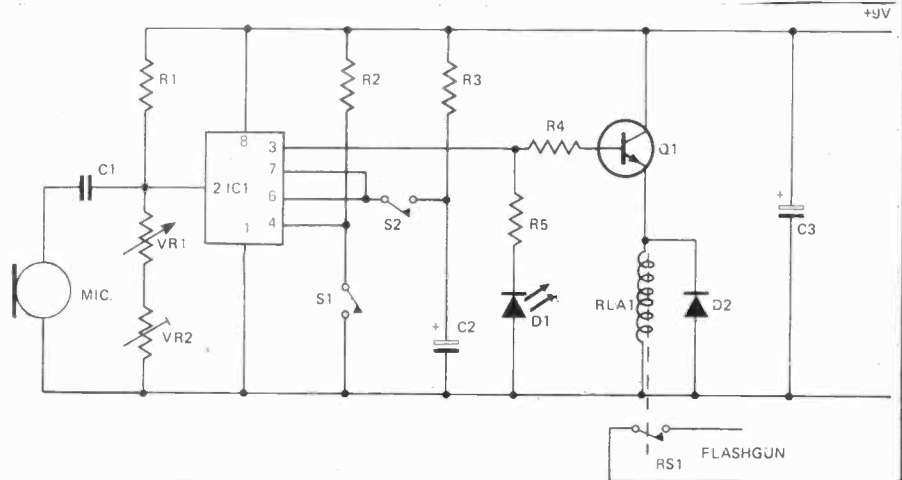 +9V
R1
R2
R3
8
3
R4
Q1
C1
7
2 IC1
6
S2
4
R5
C3
+
VR1
1
MIC.
S1
+
C2
D1
RLA1
D2
VR2
RS1
FLASHGUN